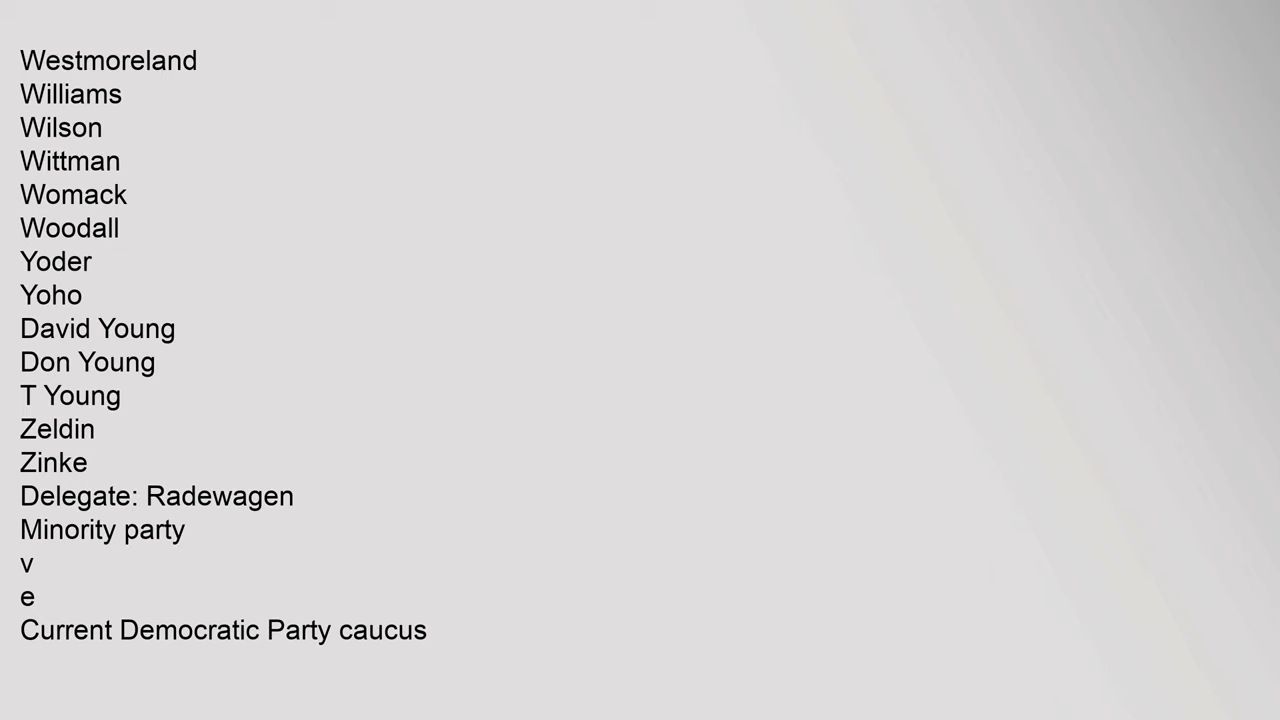 Westmoreland
Williams
Wilson
Wittman
Womack
Woodall
Yoder
Yoho
David Young
Don Young
T Young
Zeldin
Zinke
Delegate: Radewagen
Minority party
v
e
Current Democratic Party caucus